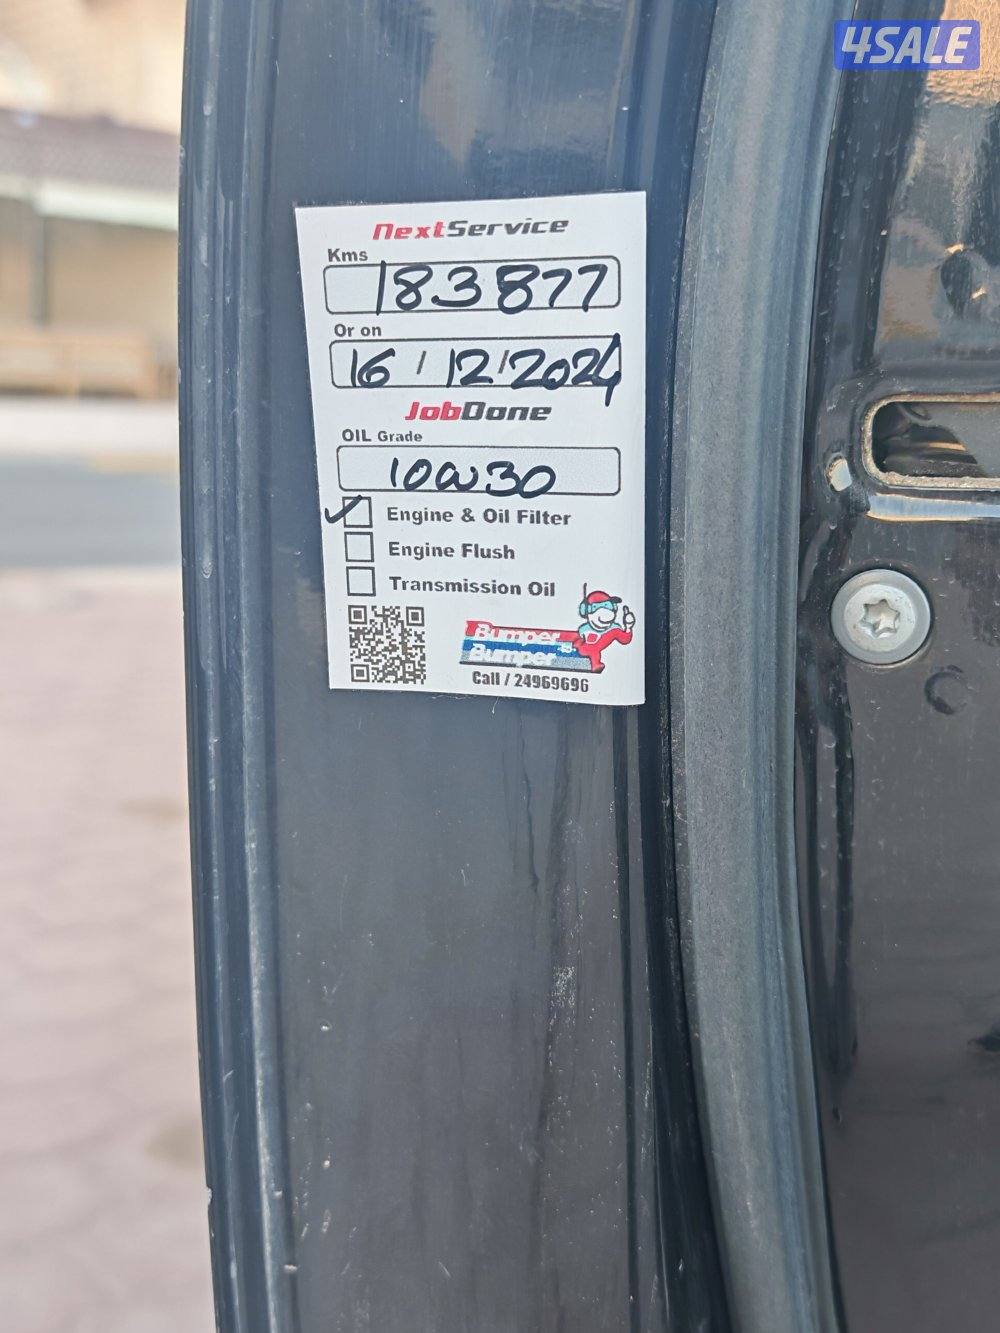 4SALE
NextService
Kms
183877
Or on
16/12/2024
JobDone
OIL Grade
10W30
Engine & Oil Filter
Engine Flush
Transmission Oil
Bumper to
Bumper
Call / 24969696